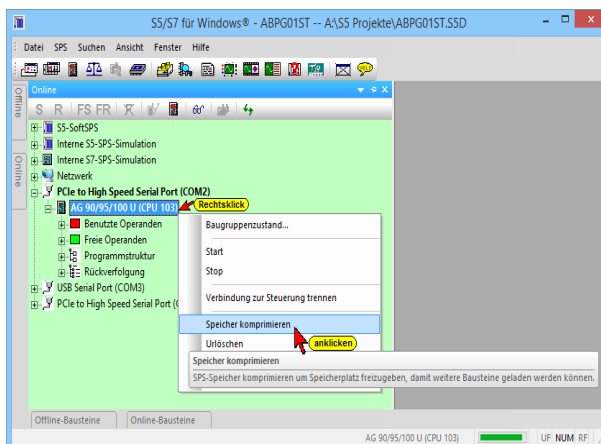 S5/S7 für Windows® - ABPG01ST -- A:\S5 Projekte\ABPG01ST.S5D
Datei SPS Suchen Ansicht Fenster Hilfe
Online
S R FS FR
Offline
Online
S5-SoftSPS
Interne S5-SPS-Simulation
Interne S7-SPS-Simulation
Netzwerk
PCIe to High Speed Serial Port (COM2)
AG 90/95/100 U (CPU 103)
Rechtsklick
Benutzte Operanden
Freie Operanden
Programmstruktur
Rückverfolgung
USB Serial Port (COM3)
PCIe to High Speed Serial Port (
Baugruppenzustand...
Start
Stop
Verbindung zur Steuerung trennen
Speicher komprimieren
Urlöschen
anklicken
Speicher komprimieren
SPS-Speicher komprimieren um Speicherplatz freizugeben, damit weitere Bausteine geladen werden können.
Offline-Bausteine Online-Bausteine
AG 90/95/100 U (CPU 103) UF NUM RF